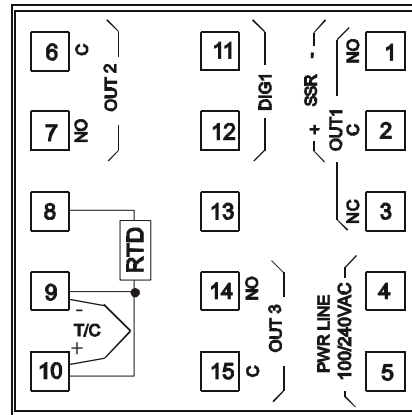 6 C
7 NO
OUT 2
8
RTD
9
-
T/C
+
10
11
12
DIG1
13
14 NO
15 C
OUT 3
NO 1
C 2
NC 3
- SSR +
OUT1
4
5
PWR LINE
100/240VAC